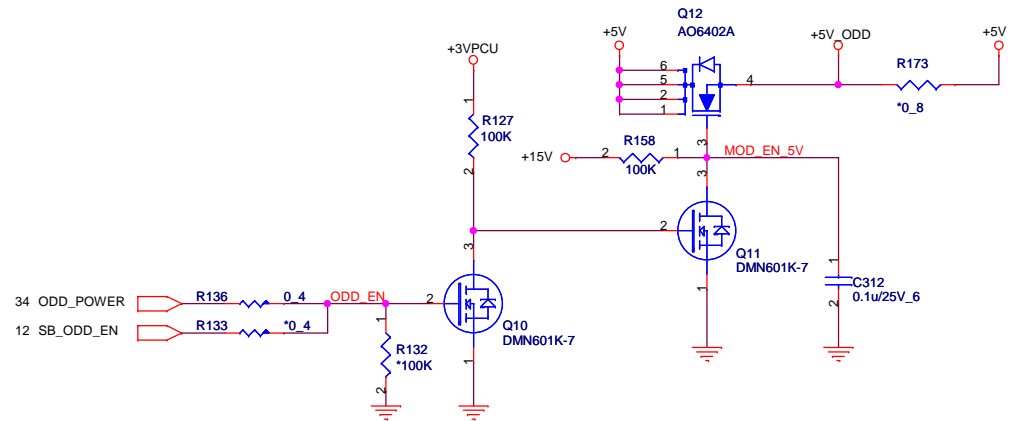 Q12
AO6402A
+5V
+5V_ODD
+5V
+3VPCU
6
5
2
1
4
R173
*0_8
1
R127
100K
2
3
+15V
2
R158
1
100K
MOD_EN_5V
3
2
Q11
DMN601K-7
1
1
C312
0.1u/25V_6
2
3
34 ODD_POWER
R136
0_4
ODD_EN
2
12 SB_ODD_EN
R133
*0_4
Q10
DMN601K-7
1
R132
*100K
2
1